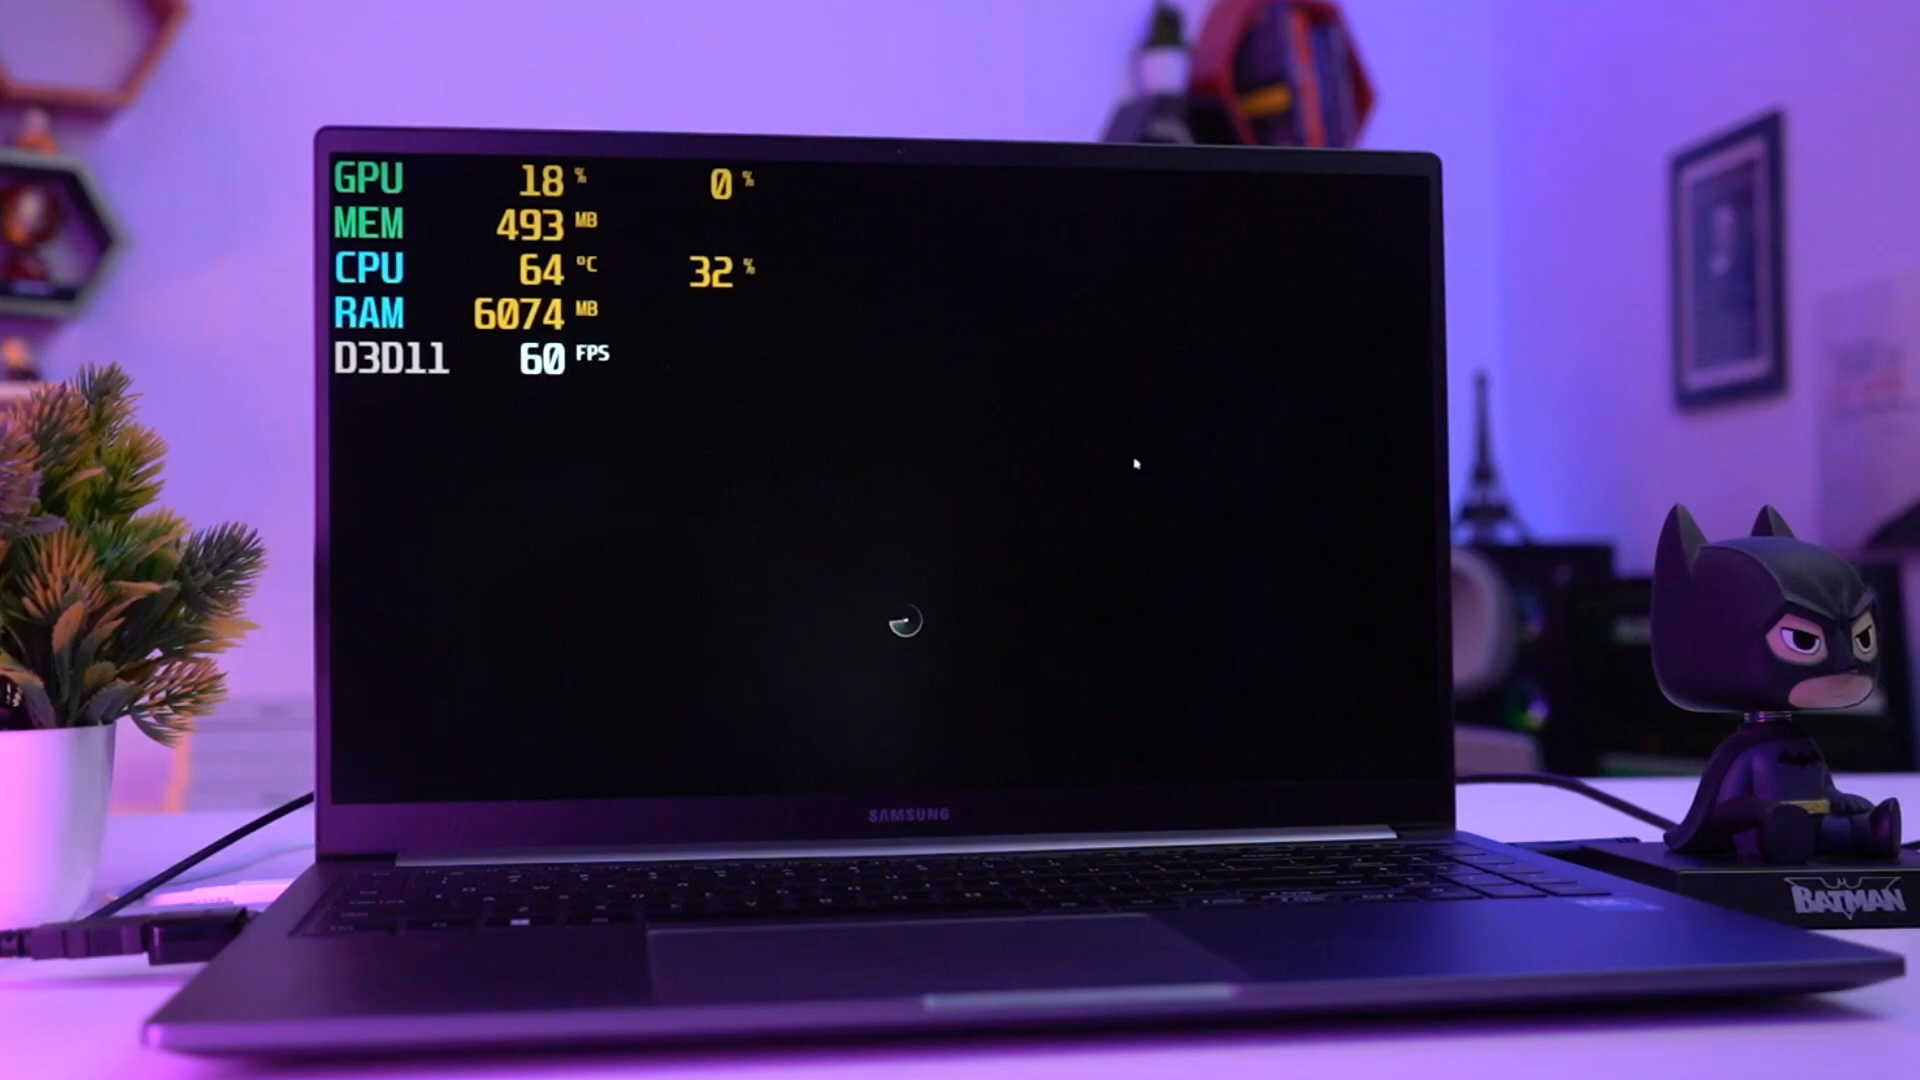 GPU 18 % 0 %
MEM 493 MB
CPU 64 °C 32 %
RAM 6074 MB
D3D11 60 FPS
SAMSUNG
BATMAN